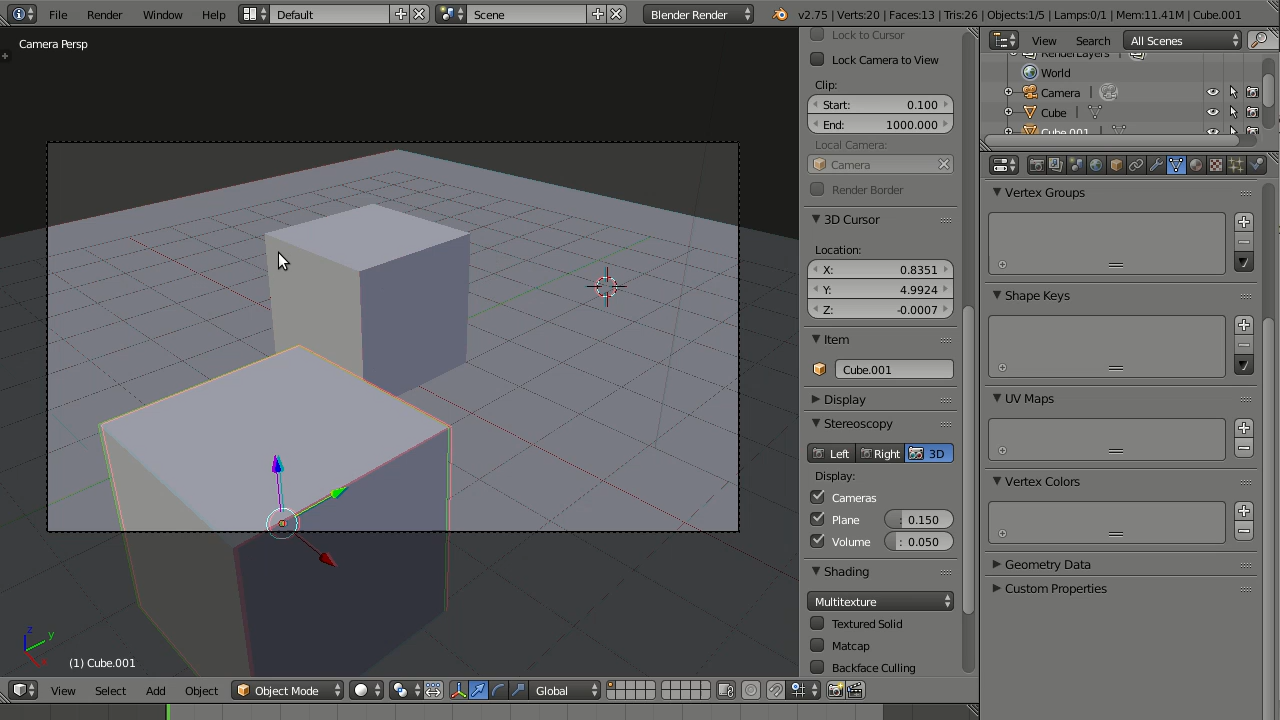 File Render Window Help Default Scene Blender Render v2.75 | Verts:20 | Faces:13 | Tris:26 | Objects:1/5 | Lamps:0/1 | Mem:11.41M | Cube.001
Camera Persp
Lock to Cursor
Lock Camera to View
Clip:
Start: 0.100
End: 1000.000
Local Camera:
Camera
Render Border
3D Cursor
Location:
X: 0.8351
Y: 4.9924
Z: -0.0007
Item
Cube.001
Display
Stereoscopy
Left Right 3D
Display:
Cameras
Plane : 0.150
Volume : 0.050
Shading
Multitexture
Textured Solid
Matcap
Backface Culling
View Search All Scenes
RenderLayers
World
Camera
Cube
Cube.001
Vertex Groups
Shape Keys
UV Maps
Vertex Colors
Geometry Data
Custom Properties
z y
(1) Cube.001
View Select Add Object Object Mode Global